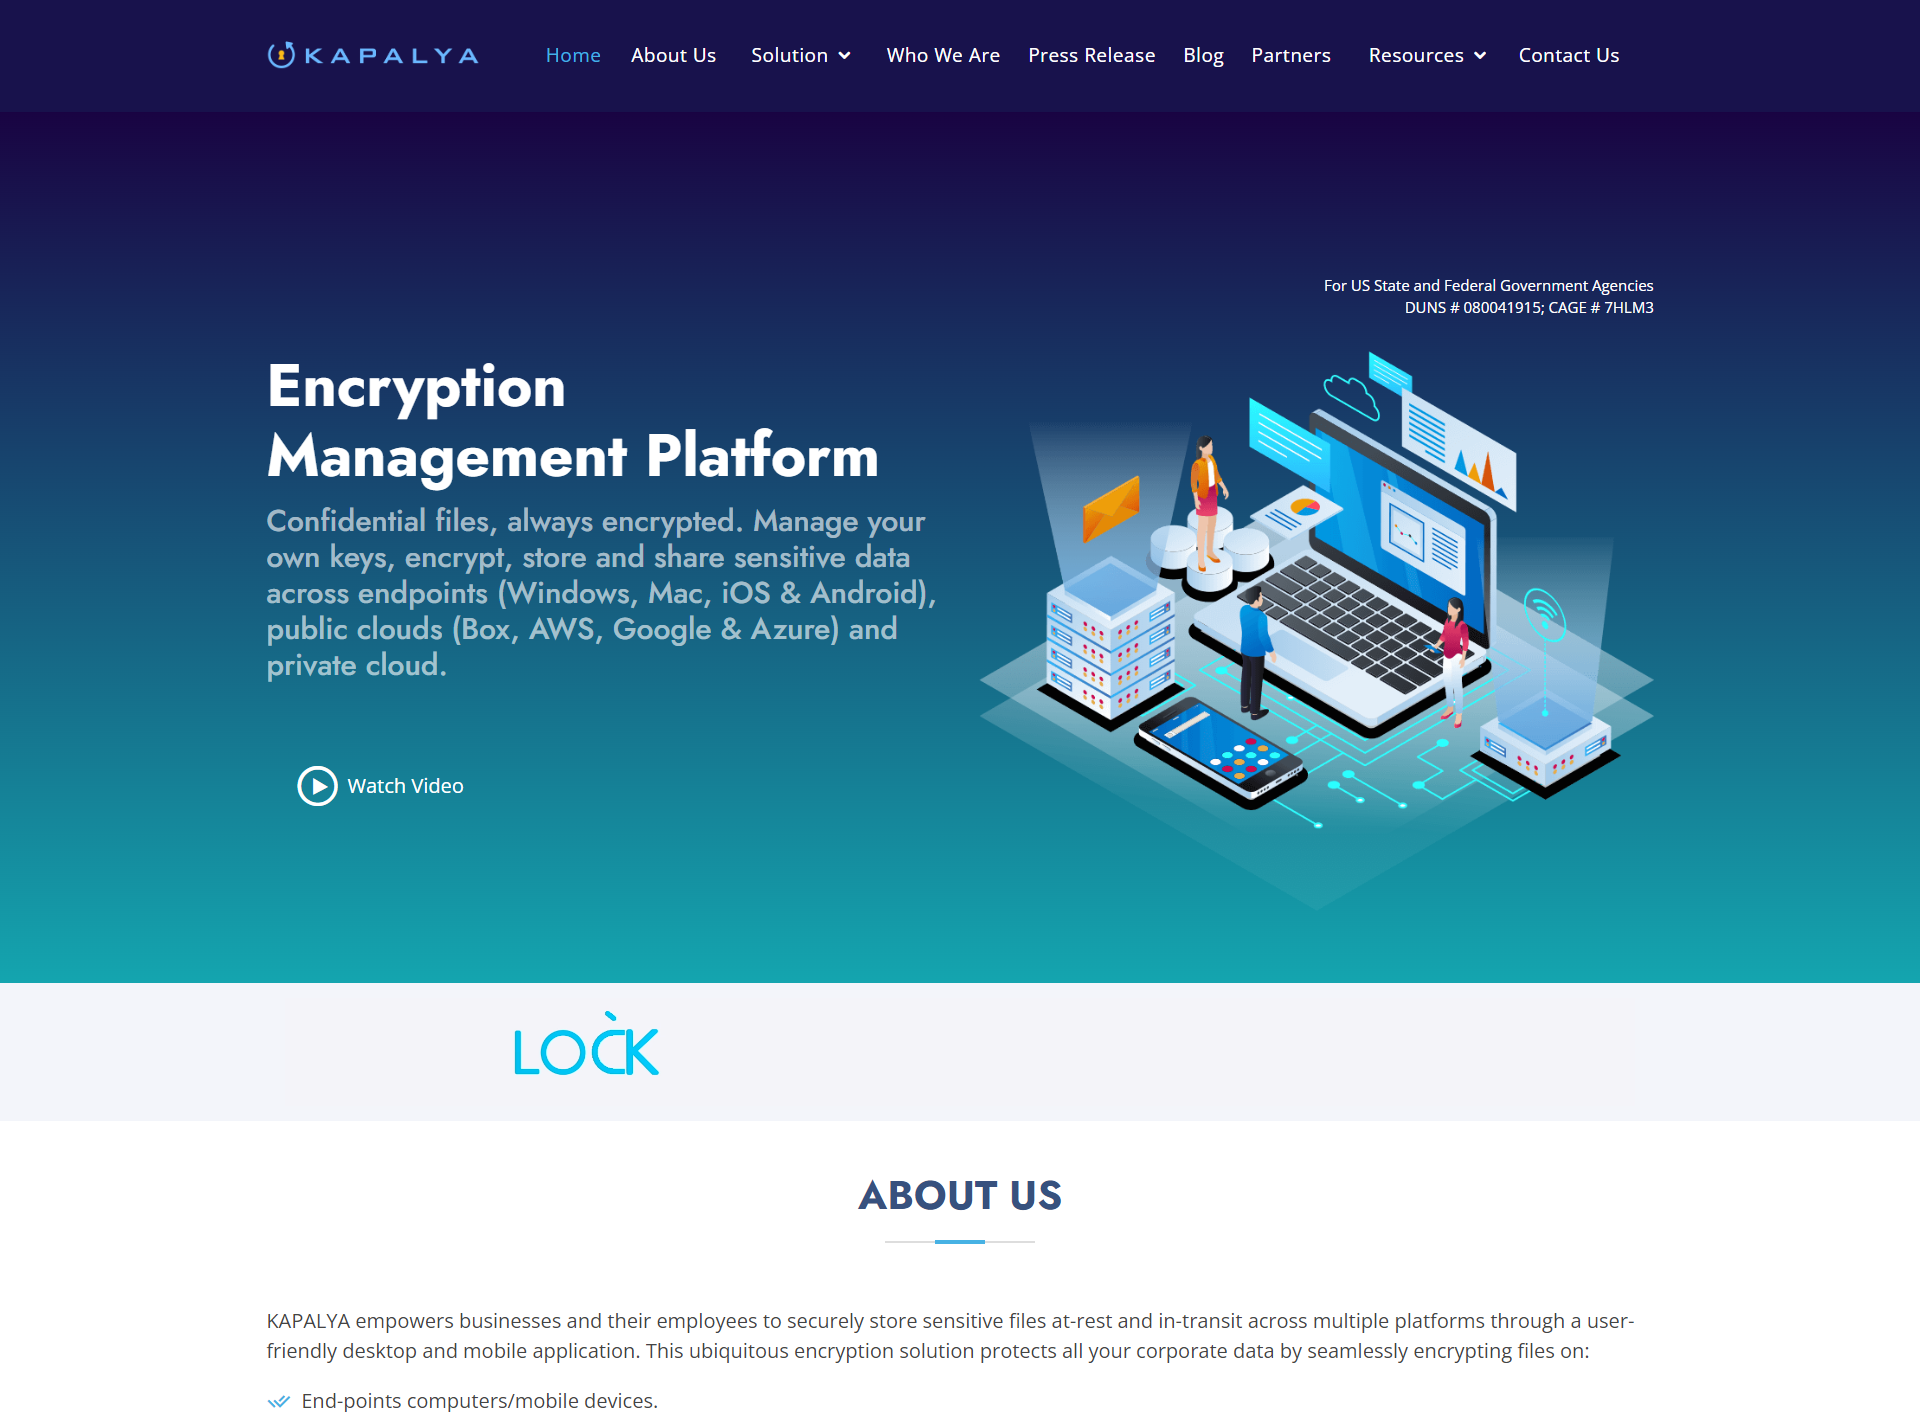 KAPALYA
Home About Us Solution Who We Are Press Release Blog Partners Resources Contact Us
For US State and Federal Government Agencies
DUNS # 080041915; CAGE # 7HLM3
Encryption
Management Platform
Confidential files, always encrypted. Manage your
own keys, encrypt, store and share sensitive data
across endpoints (Windows, Mac, iOS & Android),
public clouds (Box, AWS, Google & Azure) and
private cloud.
Watch Video
LOCK
ABOUT US
KAPALYA empowers businesses and their employees to securely store sensitive files at-rest and in-transit across multiple platforms through a user-
friendly desktop and mobile application. This ubiquitous encryption solution protects all your corporate data by seamlessly encrypting files on:
End-points computers/mobile devices.